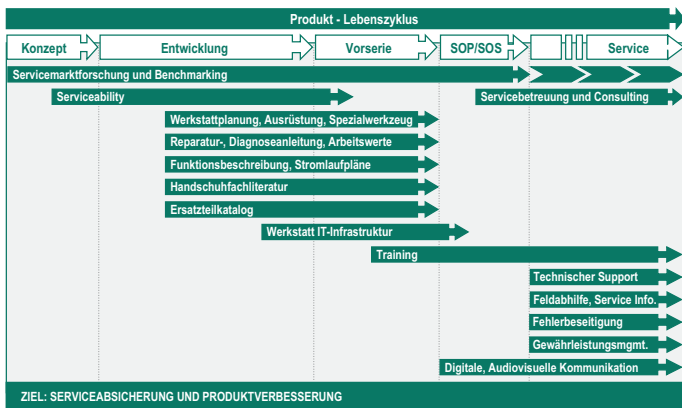 Produkt - Lebenszyklus
Konzept Entwicklung Vorserie SOP/SOS Service
Servicemarktforschung und Benchmarking
Serviceability Servicebetreuung und Consulting
Werkstattplanung, Ausrüstung, Spezialwerkzeug
Reparatur-, Diagnoseanleitung, Arbeitswerte
Funktionsbeschreibung, Stromlaufpläne
Handschuhfachliteratur
Ersatzteilkatalog
Werkstatt IT-Infrastruktur
Training
Technischer Support
Feldabhilfe, Service Info.
Fehlerbeseitigung
Gewährleistungsmgmt.
Digitale, Audiovisuelle Kommunikation
ZIEL: SERVICEABSICHERUNG UND PRODUKTVERBESSERUNG